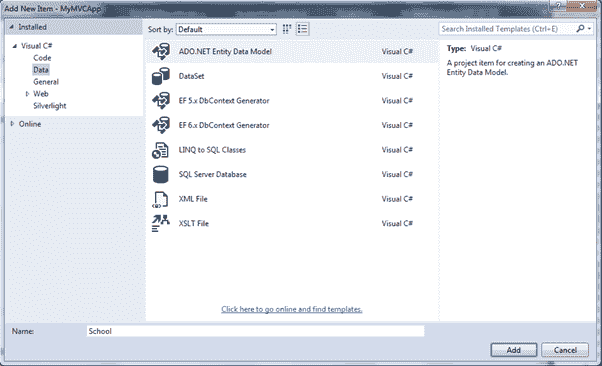 Add New Item - MyMVCApp
Installed
Sort by: Default
Search Installed Templates (Ctrl+E)
Visual C#
Code
Data
General
Web
Silverlight
Online
ADO.NET Entity Data Model Visual C#
DataSet Visual C#
EF 5.x DbContext Generator Visual C#
EF 6.x DbContext Generator Visual C#
LINQ to SQL Classes Visual C#
SQL Server Database Visual C#
XML File Visual C#
XSLT File Visual C#
Type: Visual C#
A project item for creating an ADO.NET
Entity Data Model.
Click here to go online and find templates.
Name: School
Add Cancel